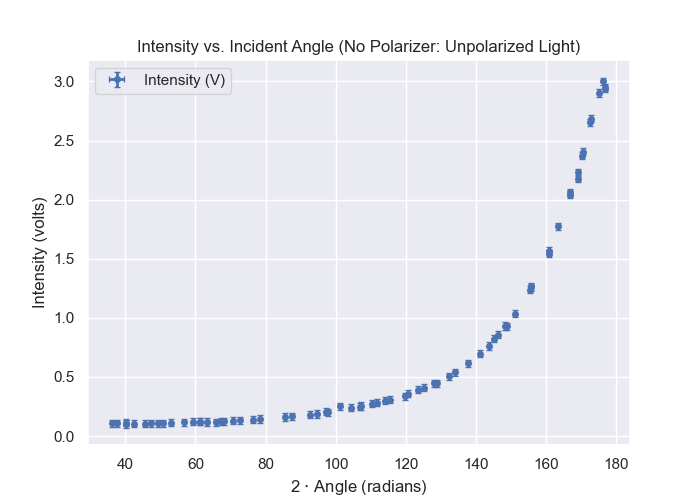 Intensity vs. Incident Angle (No Polarizer: Unpolarized Light)
Intensity (V)
3.0
2.5
2.0
1.5
1.0
0.5
0.0
Intensity (volts)
40 60 80 100 120 140 160 180
2 · Angle (radians)